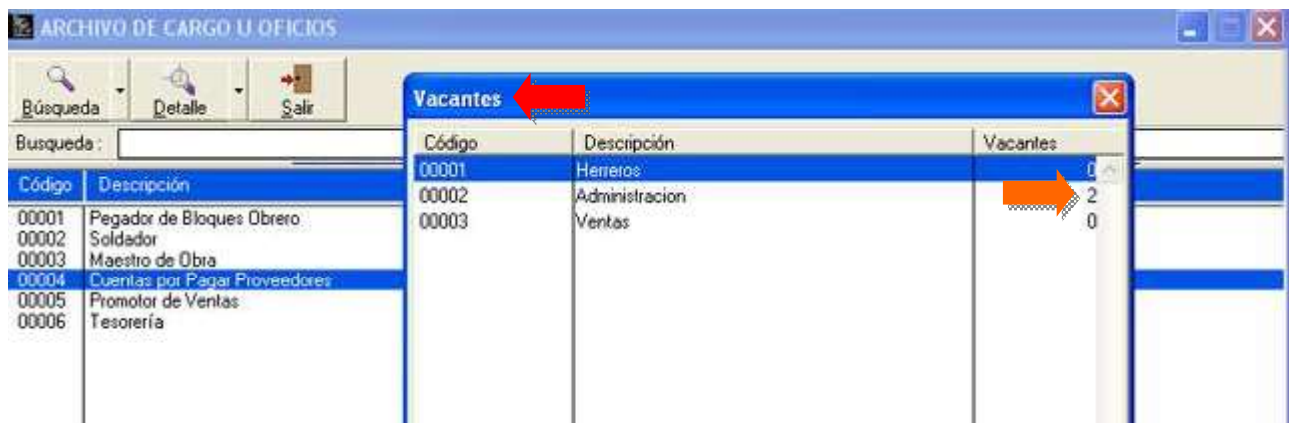 ARCHIVO DE CARGO U OFICIOS
Búsqueda Detalle Salir
Busqueda :
Código Descripción
00001 Pegador de Bloques Obrero
00002 Soldador
00003 Maestro de Obra
00004 Cuentas por Pagar Proveedores
00005 Promotor de Ventas
00006 Tesorería
Vacantes
Código Descripción Vacantes
00001 Herreros 0
00002 Administracion 2
00003 Ventas 0